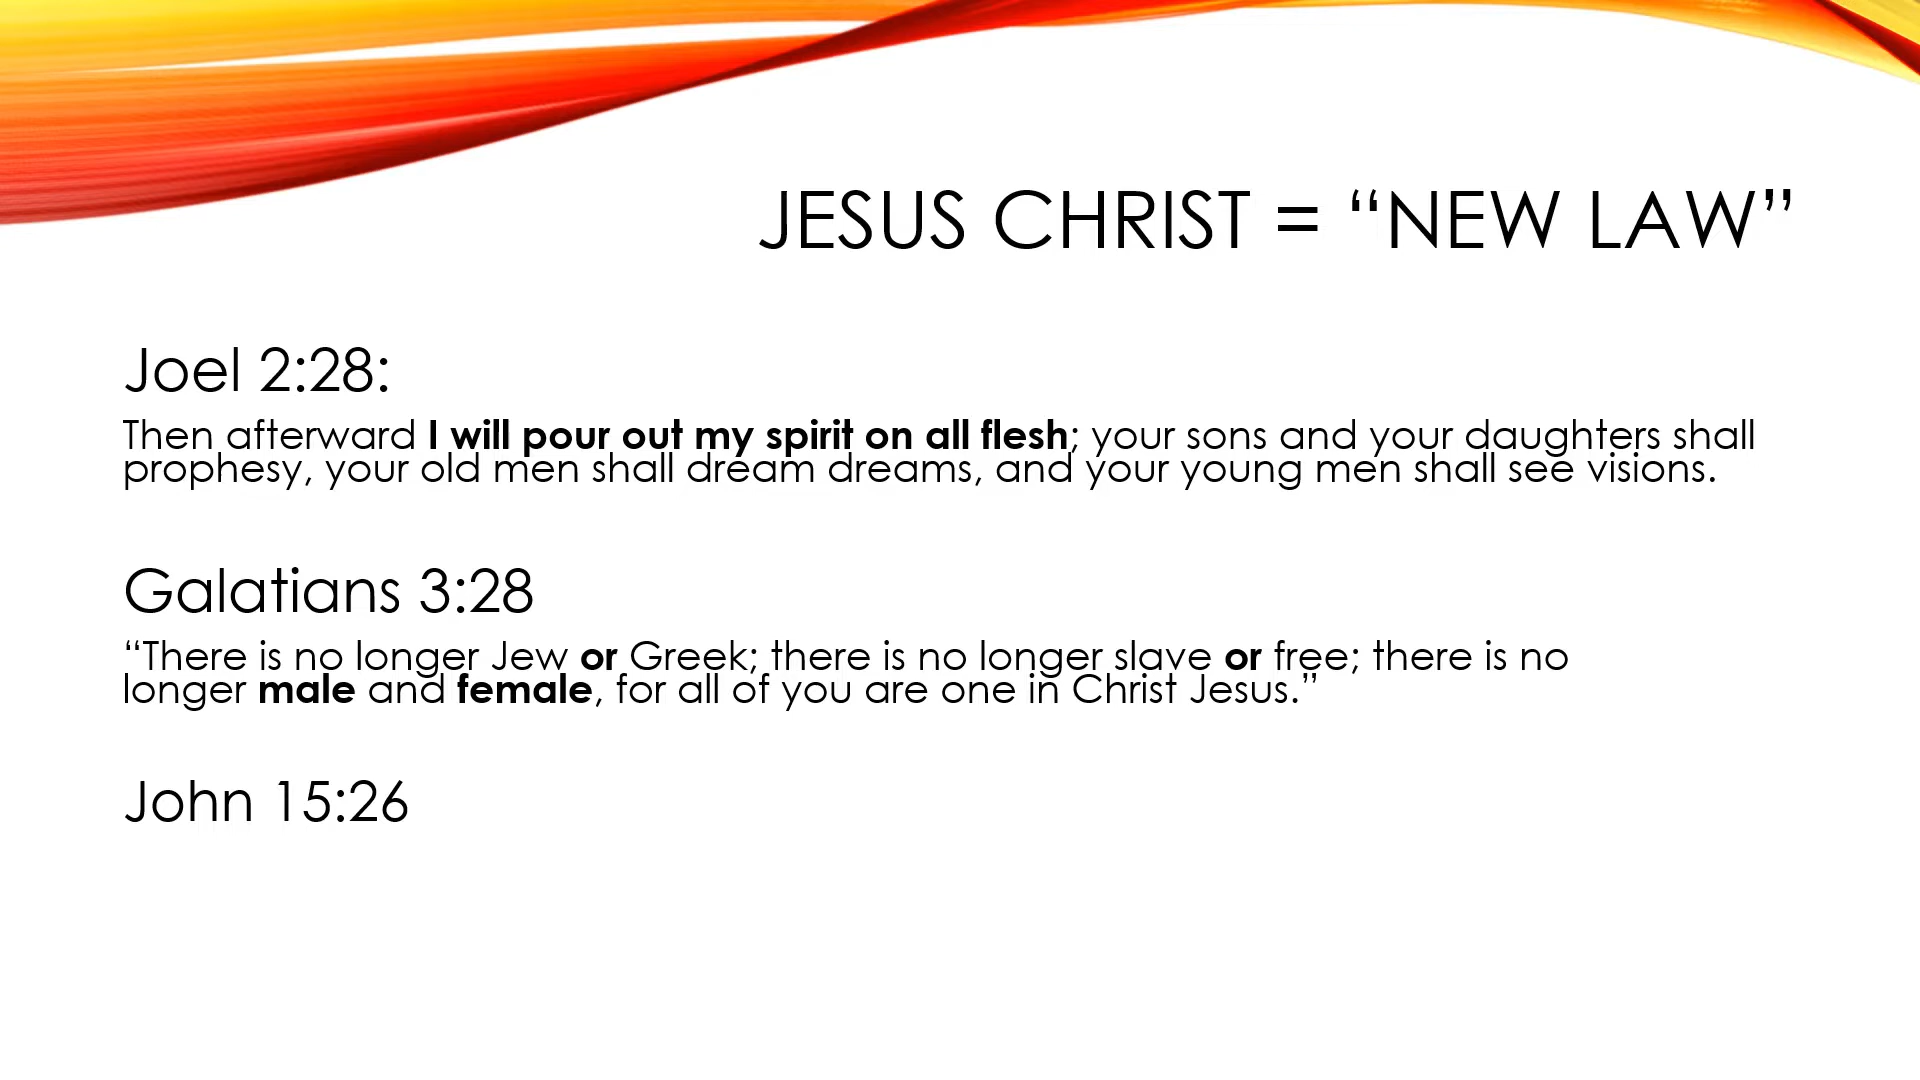 JESUS CHRIST = “NEW LAW”
Joel 2:28:
Then afterward I will pour out my spirit on all flesh; your sons and your daughters shall
prophesy, your old men shall dream dreams, and your young men shall see visions.
Galatians 3:28
“There is no longer Jew or Greek; there is no longer slave or free; there is no
longer male and female, for all of you are one in Christ Jesus.”
John 15:26